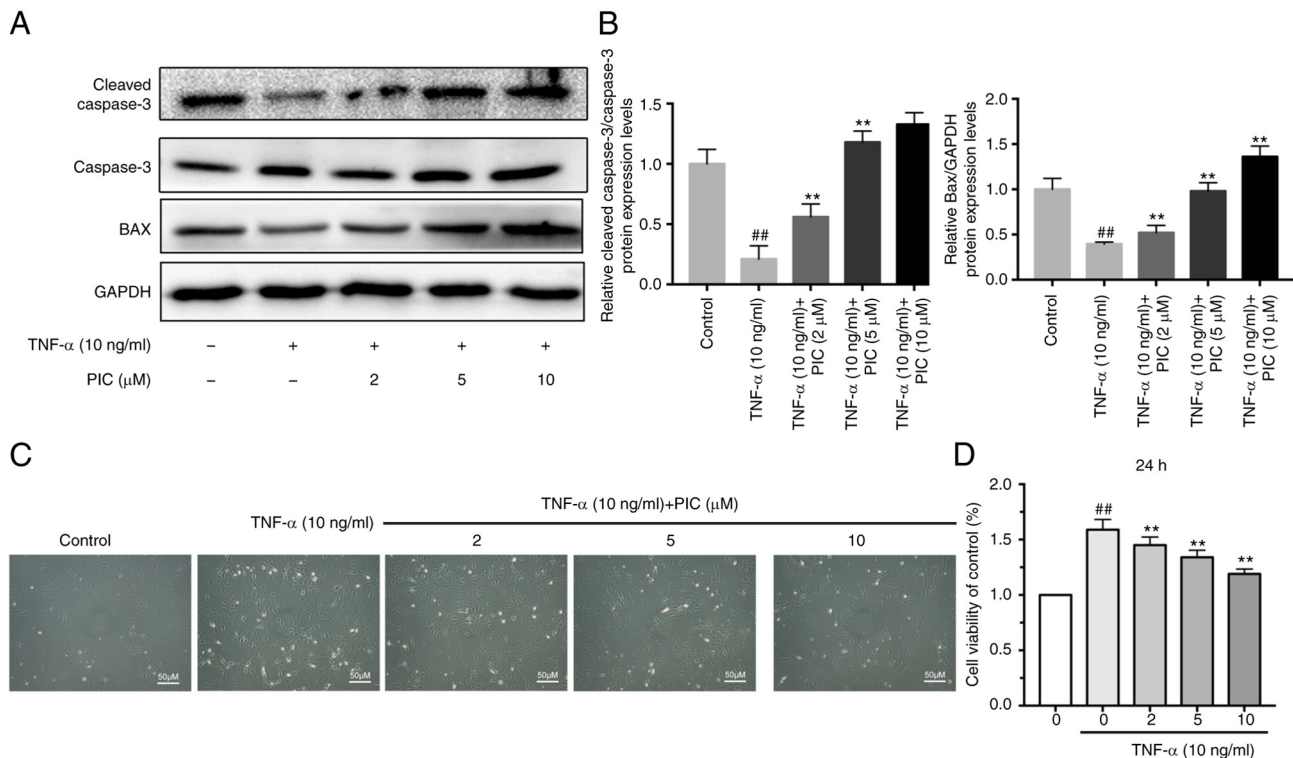 A
Cleaved
caspase-3
Caspase-3
BAX
GAPDH
TNF-α (10 ng/ml) – + + + +
PIC (μM) – – 2 5 10
B
Relative cleaved caspase-3/caspase-3
protein expression levels
1.5
1.0
0.5
0.0
##
**
**
Control
TNF-α (10 ng/ml)
TNF-α (10 ng/ml)+
PIC (2 μM)
TNF-α (10 ng/ml)+
PIC (5 μM)
TNF-α (10 ng/ml)+
PIC (10 μM)
Relative Bax/GAPDH
protein expression levels
2.0
1.5
1.0
0.5
0.0
##
**
**
**
Control
TNF-α (10 ng/ml)
TNF-α (10 ng/ml)+
PIC (2 μM)
TNF-α (10 ng/ml)+
PIC (5 μM)
TNF-α (10 ng/ml)+
PIC (10 μM)
C
TNF-α (10 ng/ml)+PIC (μM)
Control TNF-α (10 ng/ml) 2 5 10
50μM 50μM 50μM 50μM 50μM
D
24 h
Cell viability of control (%)
2.0
1.5
1.0
0.5
0.0
##
**
**
**
0 0 2 5 10
TNF-α (10 ng/ml)